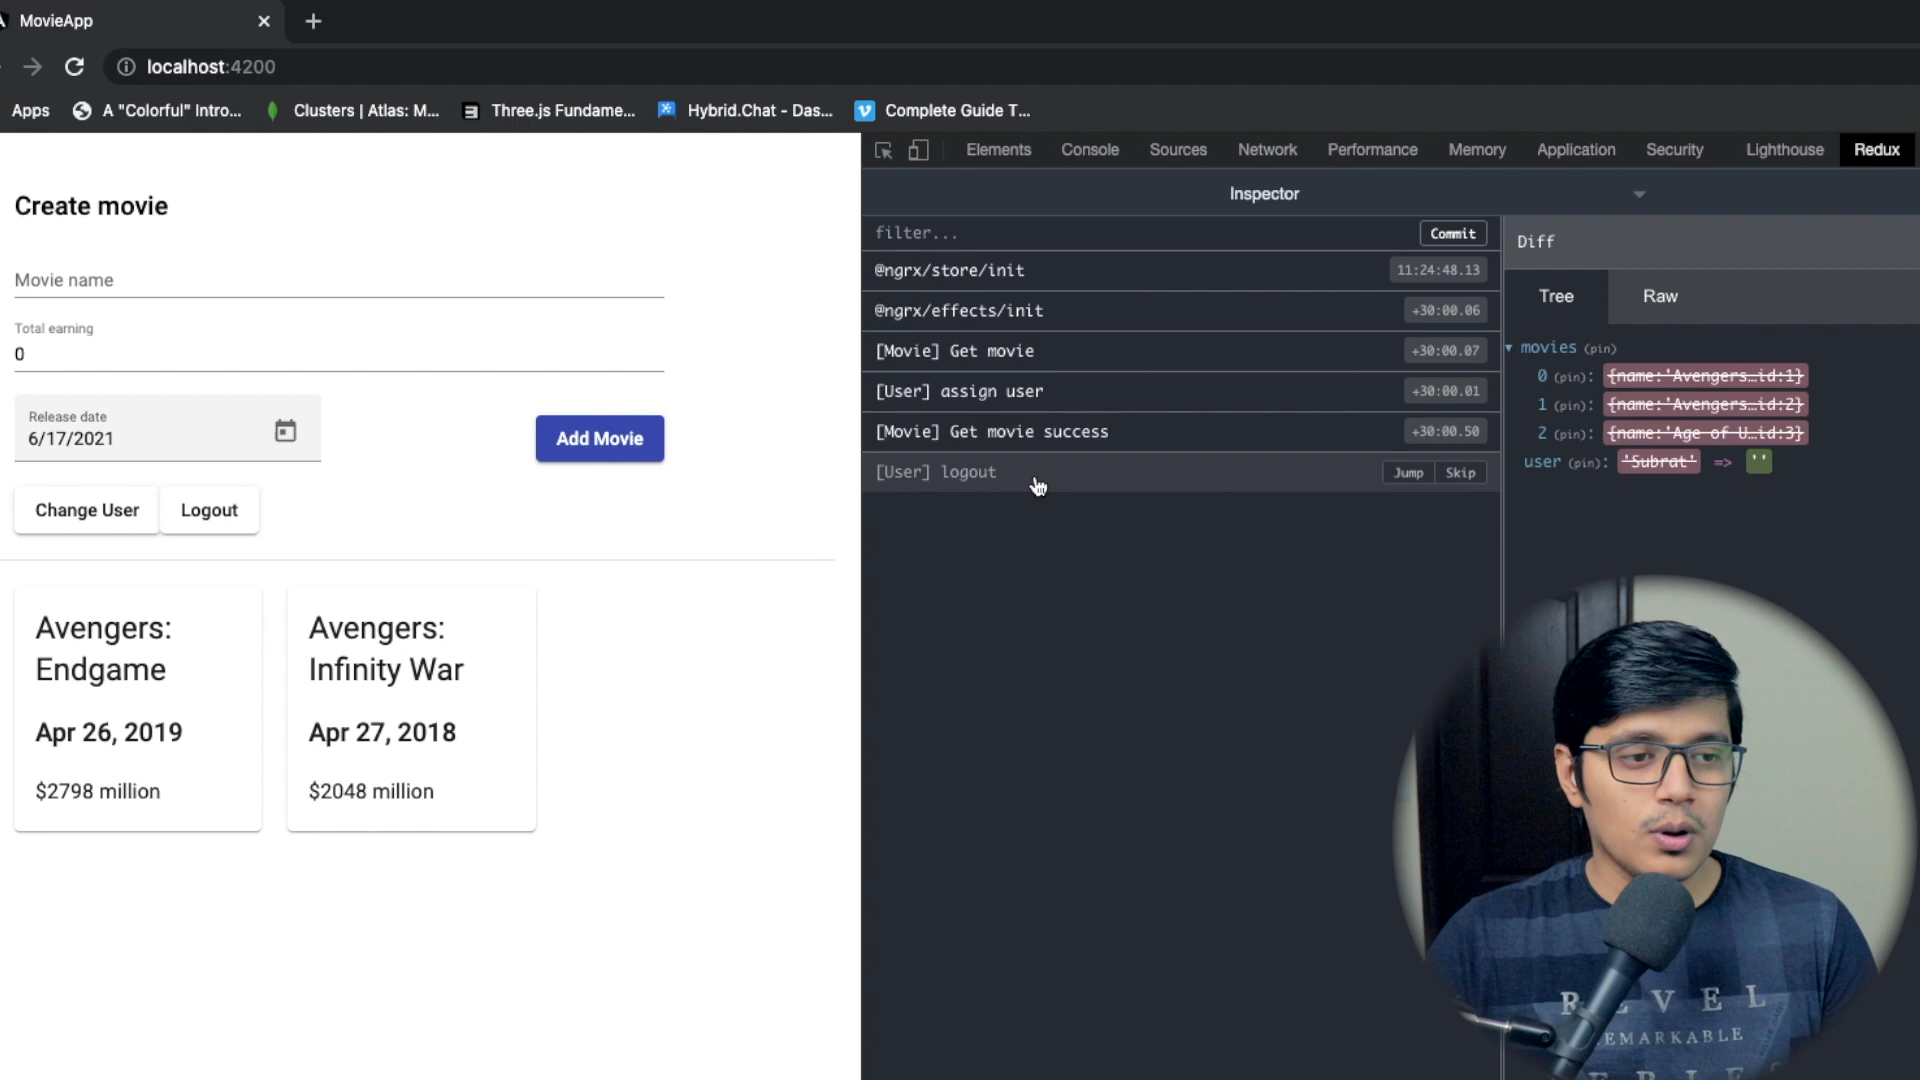 MovieApp
localhost:4200
Apps A "Colorful" Intro... Clusters | Atlas: M... Three.js Fundame... Hybrid.Chat - Das... Complete Guide T...
Elements Console Sources Network Performance Memory Application Security Lighthouse Redux
Inspector
Create movie
Movie name
Total earning
0
Release date
6/17/2021
Add Movie
Change User Logout
Avengers:
Endgame
Apr 26, 2019
$2798 million
Avengers:
Infinity War
Apr 27, 2018
$2048 million
filter... Commit
@ngrx/store/init 11:24:48.13
@ngrx/effects/init +30:00.06
[Movie] Get movie +30:00.07
[User] assign user +30:00.01
[Movie] Get movie success +30:00.50
[User] logout Jump Skip
Diff
Tree Raw
movies (pin)
0 (pin): {name:'Avengers…id:1}
1 (pin): {name:'Avengers…id:2}
2 (pin): {name:'Age of U…id:3}
user (pin): 'Subrat' => ''